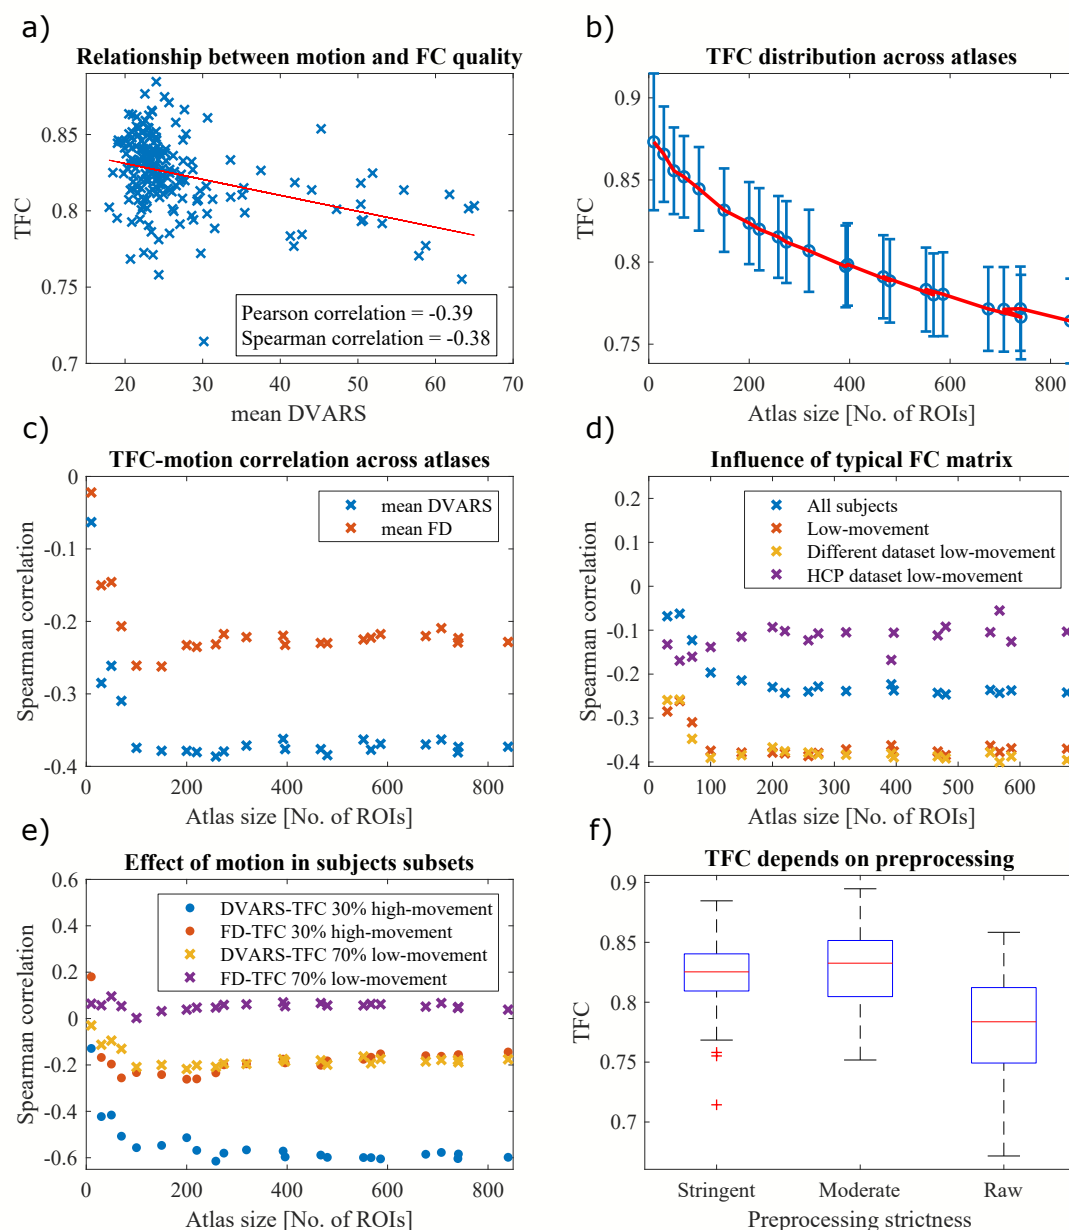 a)
Relationship between motion and FC quality
TFC
0.85
0.8
0.75
0.7
Pearson correlation = -0.39
Spearman correlation = -0.38
20 30 40 50 60 70
mean DVARS
b)
TFC distribution across atlases
TFC
0.9
0.85
0.8
0.75
0 200 400 600 800
Atlas size [No. of ROIs]
c)
TFC-motion correlation across atlases
Spearman correlation
0
-0.1
-0.2
-0.3
-0.4
mean DVARS
mean FD
0 200 400 600 800
Atlas size [No. of ROIs]
d)
Influence of typical FC matrix
Spearman correlation
0.2
0.1
0
-0.1
-0.2
-0.3
-0.4
All subjects
Low-movement
Different dataset low-movement
HCP dataset low-movement
0 100 200 300 400 500 600
Atlas size [No. of ROIs]
e)
Effect of motion in subjects subsets
Spearman correlation
0.6
0.4
0.2
0
-0.2
-0.4
-0.6
DVARS-TFC 30% high-movement
FD-TFC 30% high-movement
DVARS-TFC 70% low-movement
FD-TFC 70% low-movement
0 200 400 600 800
Atlas size [No. of ROIs]
f)
TFC depends on preprocessing
TFC
0.9
0.85
0.8
0.75
0.7
Stringent Moderate Raw
Preprocessing strictness